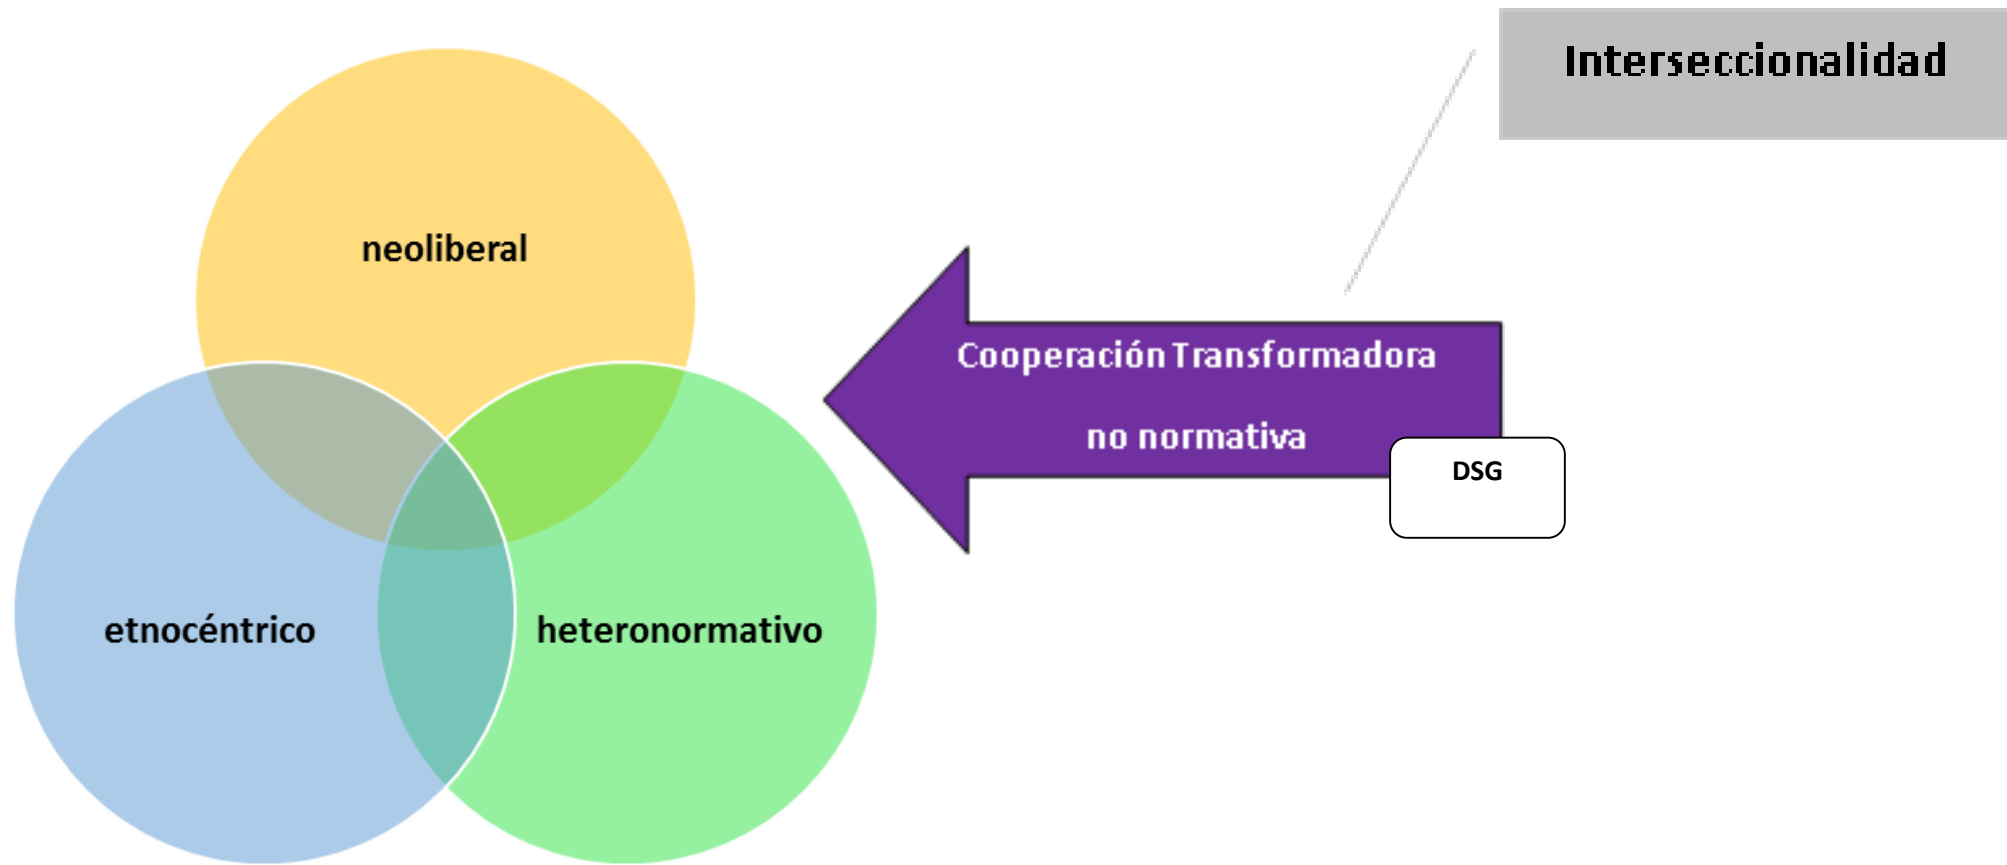 Interseccionalidad
neoliberal
Cooperación Transformadora
no normativa
DSG
etnocéntrico
heteronormativo